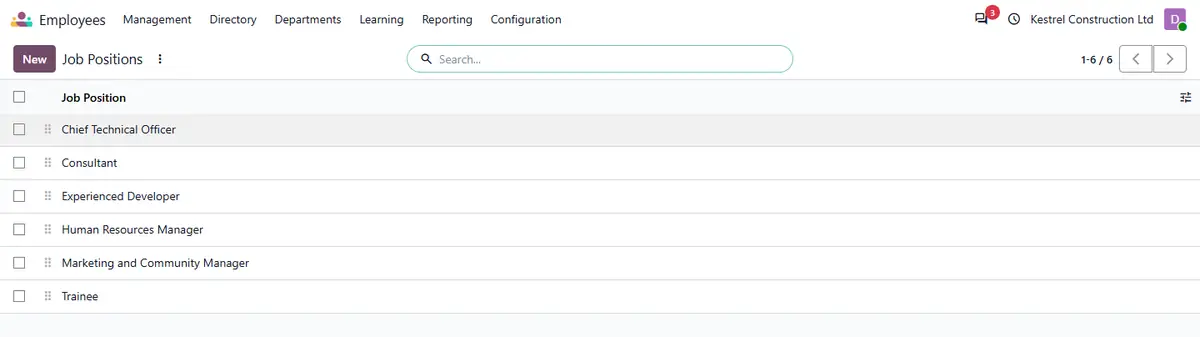 Employees Management Directory Departments Learning Reporting Configuration 3 Kestrel Construction Ltd D
New Job Positions Search... 1-6 / 6
Job Position
Chief Technical Officer
Consultant
Experienced Developer
Human Resources Manager
Marketing and Community Manager
Trainee